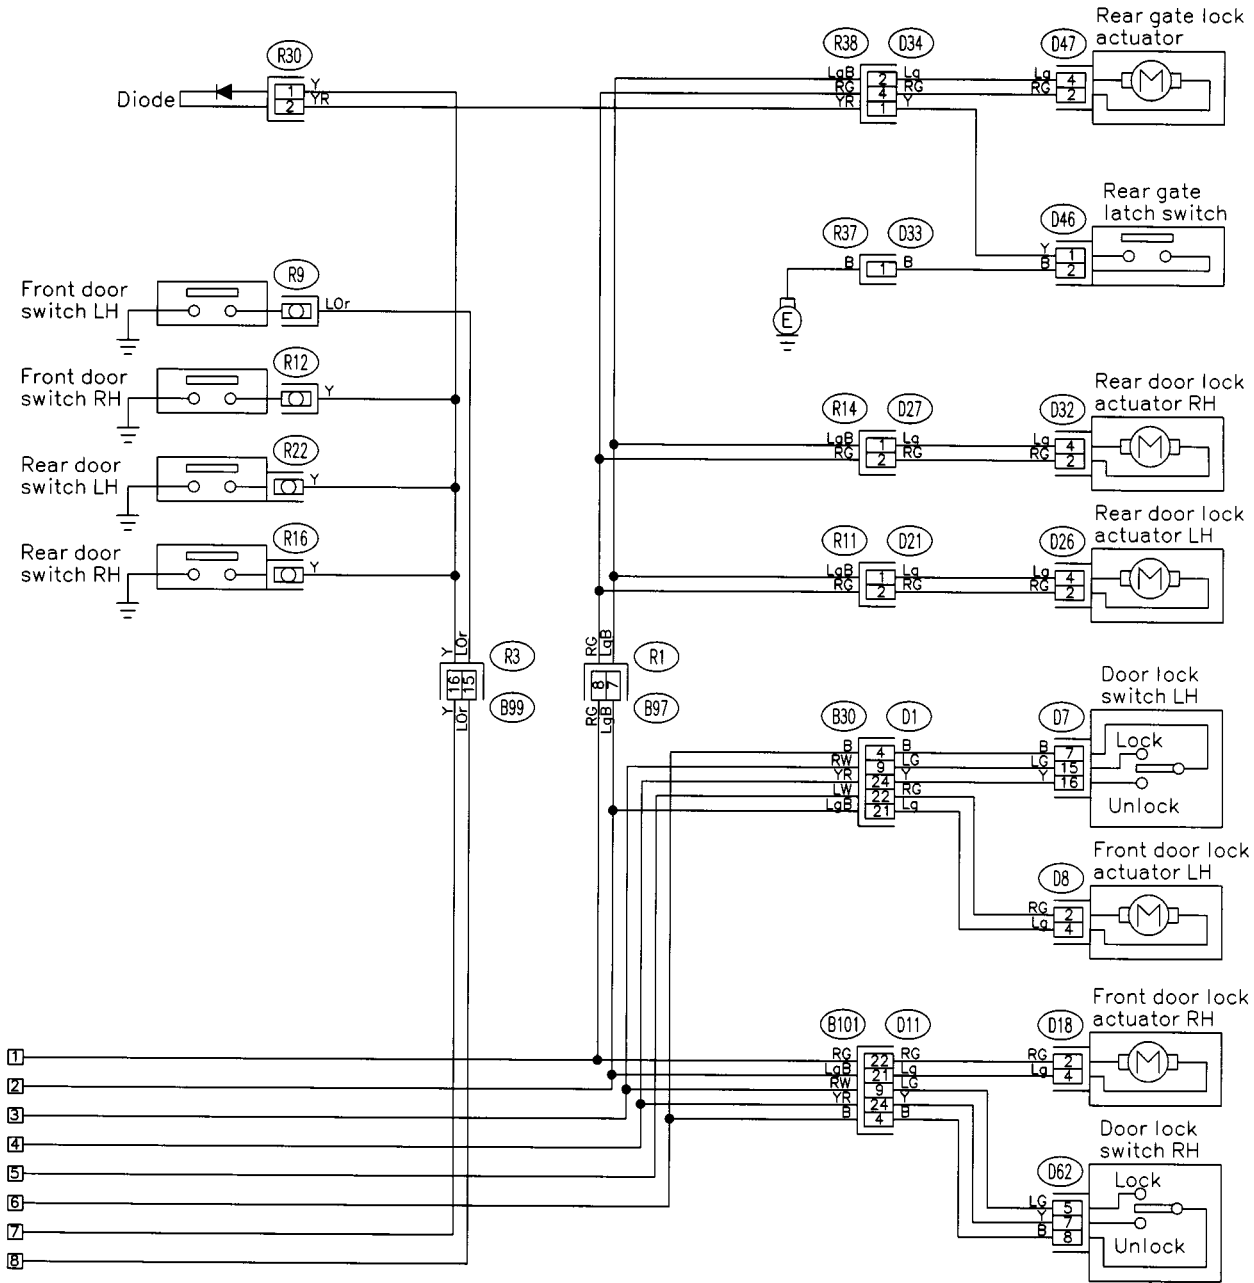 Rear gate lock
actuator
R30
R38 D34 D47
Diode
1 Y
2 YR
LgB 2 Lg Lg 4
RG 4 RG RG 2
YR 1 Y
M
Rear gate
latch switch
R37 D33 D46
B 1 B
Y 1
B 2
E
Front door
switch LH
R9
LOr
Front door
switch RH
R12
Y
Rear door
switch LH
R22
Y
Rear door
switch RH
R16
Y
Rear door lock
actuator RH
R14 D27 D32
LgB 1 Lg Lg 4
RG 2 RG RG 2
M
Rear door lock
actuator LH
R11 D21 D26
LgB 1 Lg Lg 4
RG 2 RG RG 2
M
Y LOr
16 15
Y LOr
R3
B99
RG LgB
8 7
RG LgB
R1
B97
Door lock
switch LH
B30 D1 D7
B 4 B B 7
RW 9 LG LG 15
YR 24 Y Y 16
LW 22 RG
LgB 21 Lg
Lock
Unlock
Front door lock
actuator LH
D8
RG 2
Lg 4
M
Front door lock
actuator RH
B101 D11 D18
RG 22 RG RG 2
LgB 21 Lg Lg 4
RW 9 LG
YR 24 Y
B 4 B
M
Door lock
switch RH
D62
LG 5
Y 7
B 8
Lock
Unlock
1
2
3
4
5
6
7
8